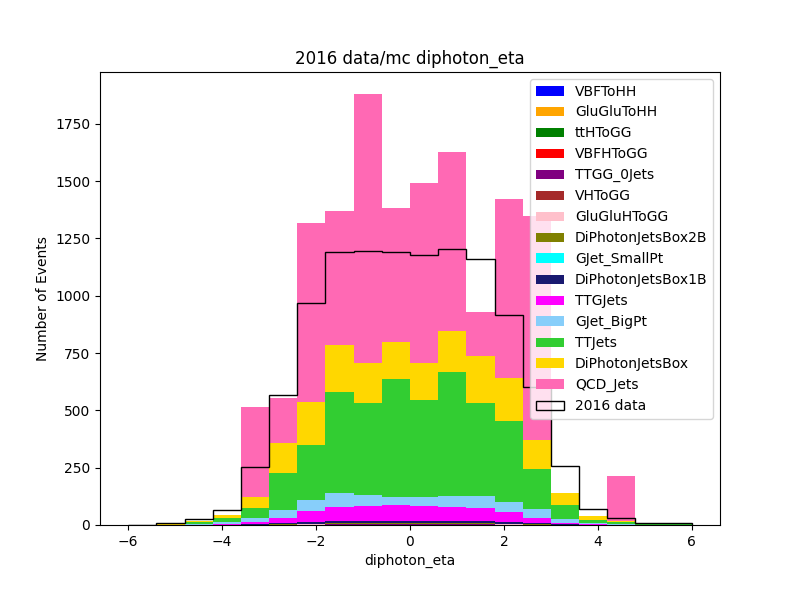 2016 data/mc diphoton_eta
Number of Events
1750
1500
1250
1000
750
500
250
0
−6
−4
−2
0
2
4
6
diphoton_eta
VBFToHH
GluGluToHH
ttHToGG
VBFHToGG
TTGG_0Jets
VHToGG
GluGluHToGG
DiPhotonJetsBox2B
GJet_SmallPt
DiPhotonJetsBox1B
TTGJets
GJet_BigPt
TTJets
DiPhotonJetsBox
QCD_Jets
2016 data